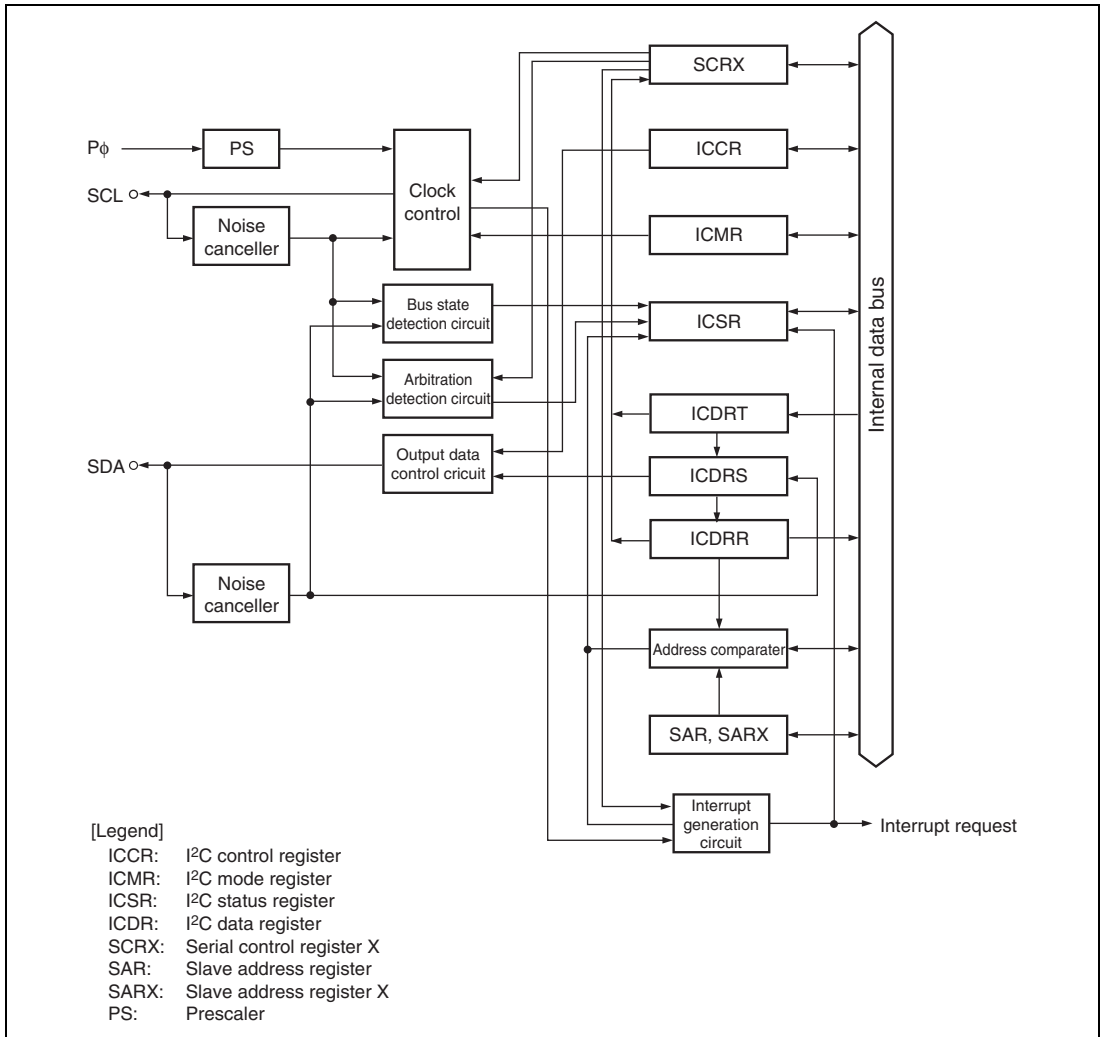 SCRX
Pϕ
PS
ICCR
Clock
control
SCL
Noise
canceller
ICMR
Bus state
detection circuit
ICSR
Internal data bus
Arbitration
detection circuit
ICDRT
SDA
Output data
control cricuit
ICDRS
ICDRR
Noise
canceller
Address comparater
SAR, SARX
Interrupt
generation
circuit
Interrupt request
[Legend]
ICCR: I²C control register
ICMR: I²C mode register
ICSR: I²C status register
ICDR: I²C data register
SCRX: Serial control register X
SAR: Slave address register
SARX: Slave address register X
PS: Prescaler